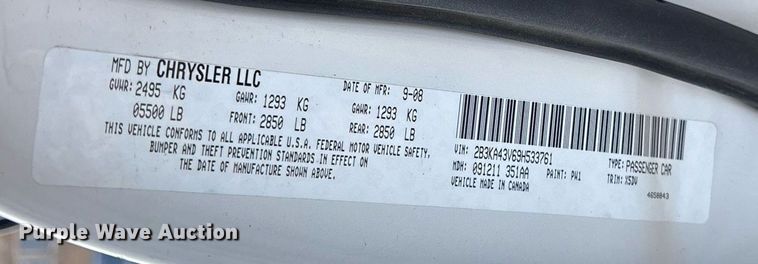 MFD BY CHRYSLER LLC
DATE OF MFR: 9-08
GVWR: 2495 KG
GAWR: 1293 KG
GAWR: 1293 KG
05500 LB
FRONT: 2850 LB
REAR: 2850 LB
THIS VEHICLE CONFORMS TO ALL APPLICABLE U.S.A. FEDERAL MOTOR VEHICLE SAFETY,
BUMPER AND THEFT PREVENTION STANDARDS IN EFFECT ON
THE DATE OF MANUFACTURE SHOWN ABOVE.
VIN: 2B3KA43V69H533761
TYPE: PASSENGER CAR
MDH: 091211 351AA
PAINT: PW1
TRIM: X5DV
VEHICLE MADE IN CANADA
4658843
Purple Wave Auction